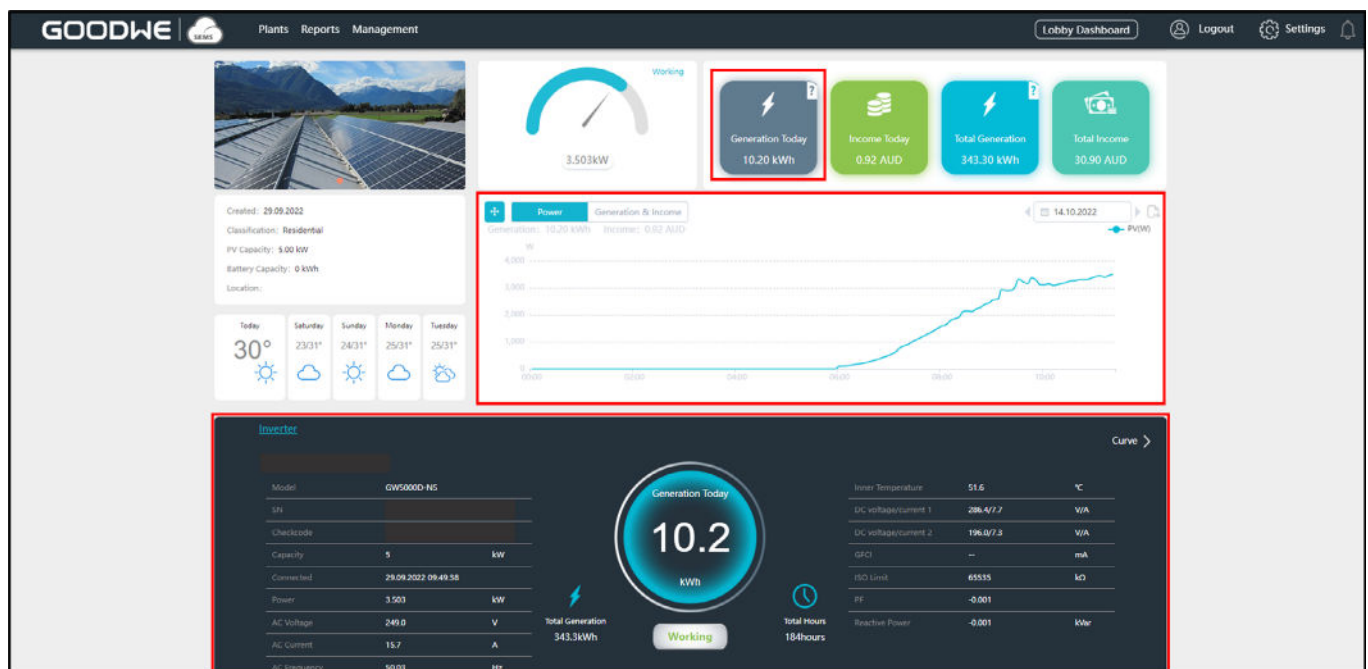 GOODWE SEMS Plants Reports Management Lobby Dashboard Logout Settings
Working
3.503kW
?
Generation Today
10.20 kWh
Income Today
0.92 AUD
?
Total Generation
343.30 kWh
Total Income
30.90 AUD
Created: 29.09.2022
Classification: Residential
PV Capacity: 5.00 kW
Battery Capacity: 0 kWh
Location:
Today Saturday Sunday Monday Tuesday
30° 23/31° 24/31° 25/31° 25/31°
Power Generation & Income 14.10.2022
Generation: 10.20 kWh Income: 0.92 AUD
PV(W)
W
4,000
3,000
2,000
1,000
0
00:00 02:00 04:00 06:00 08:00 10:00
Inverter
Curve
Model GW5000D-NS
SN
Checkcode
Capacity 5 kW
Connected 29.09.2022 09:49:58
Power 3.503 kW
AC Voltage 249.0 V
AC Current 15.7 A
AC Frequency 50.03 Hz
Generation Today
10.2
kWh
Total Generation
343.3kWh
Working
Total Hours
184hours
Inner Temperature 51.6 ℃
DC voltage/current 1 286.4/7.7 V/A
DC voltage/current 2 196.0/7.3 V/A
GFCI -- mA
ISO Limit 65535 kΩ
PF -0.001
Reactive Power -0.001 kVar